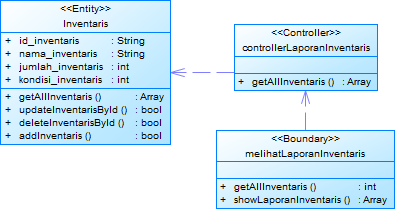 <<Entity>>
Inventaris
+ id_inventaris : String
+ nama_inventaris : String
+ jumlah_inventaris : int
+ kondisi_inventaris : int
+ getAllInventaris () : Array
+ updateInventarisById () : bool
+ deleteInventarisById () : bool
+ addInventaris () : bool
<<Controller>>
controllerLaporanInventaris
+ getAllInventaris () : Array
<<Boundary>>
melihatLaporanInventaris
+ getAllInventaris () : int
+ showLaporanInventaris () : Array